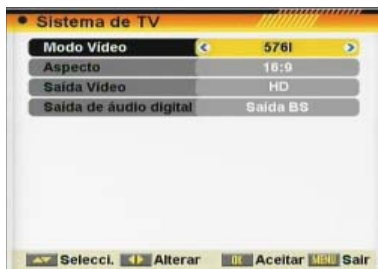 Sistema de TV
Modo Vídeo 576I
Aspecto 16:9
Saída Vídeo HD
Saída de áudio digital Saída BS
Selecci. Alterar OK Aceitar MENU Sair